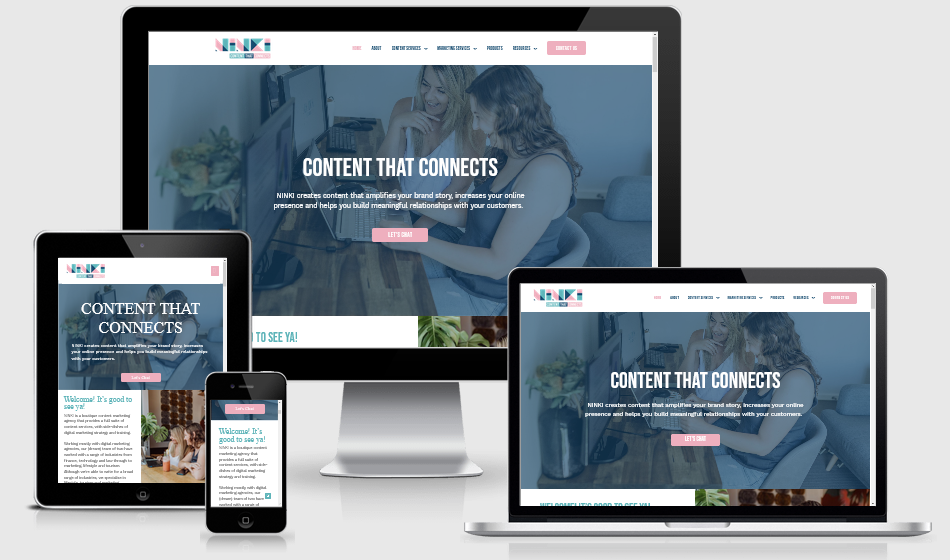 NINKI
CONTENT THAT
HOME ABOUT CONTENT SERVICES MARKETING SERVICES PRODUCTS RESOURCES CONTACT US
CONTENT THAT CONNECTS
NINKI creates content that amplifies your brand story, increases your online
presence and helps you build meaningful relationships with your customers.
LET'S CHAT
TO SEE YA!
NINKI
CONTENT THAT
CONNECTS
NINKI creates content that amplifies your brand story, increases
your online presence and helps you build meaningful relationships
with your customers.
Let's Chat
Welcome! It's good to
see ya!
NINKI is a boutique content marketing
agency that provides a full suite of
content services, with side-dishes of
digital marketing strategy and training.
Working mostly with digital marketing
agencies, our (dream) team of two have
worked with a range of industries from
finance, technology and law through to
marketing, lifestyle and tourism.
Although we're able to write for a broad
range of industries, we specialise in
Let's Chat
Welcome! It's
good to see ya!
NINKI is a boutique content
marketing agency that
provides a full suite of
content services, with side-
dishes of digital marketing
strategy and training.
Working mostly with digital
marketing agencies, our
(dream) team of two have
worked with a range of
NINKI
HOME ABOUT CONTENT SERVICES MARKETING SERVICES PRODUCTS RESOURCES
CONTENT THAT CONNECTS
NINKI creates content that amplifies your brand story, increases your online
presence and helps you build meaningful relationships with your customers.
LET'S CHAT
WELCOME! IT'S GOOD TO SEE YA!